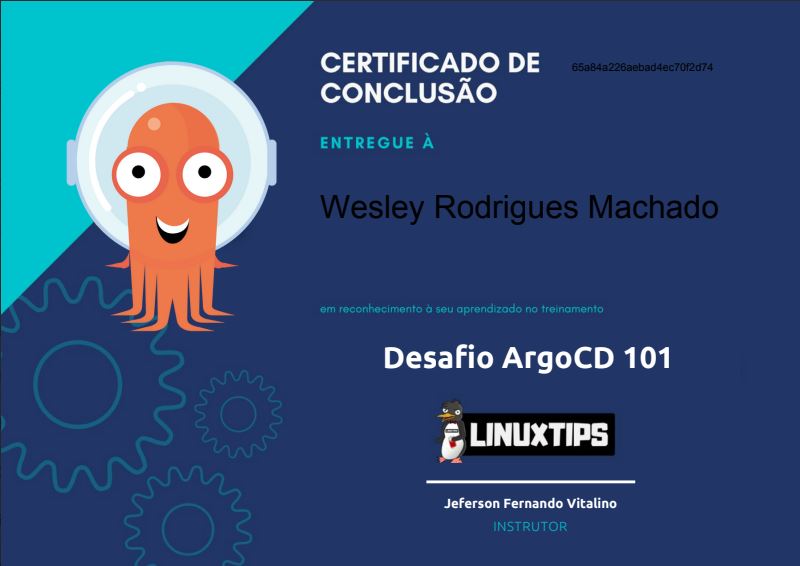 CERTIFICADO DE
CONCLUSÃO
65a84a226aebad4ec70f2d74
ENTREGUE À
Wesley Rodrigues Machado
em reconhecimento à seu aprendizado no treinamento
Desafio ArgoCD 101
LINUXTIPS
Jeferson Fernando Vitalino
INSTRUTOR